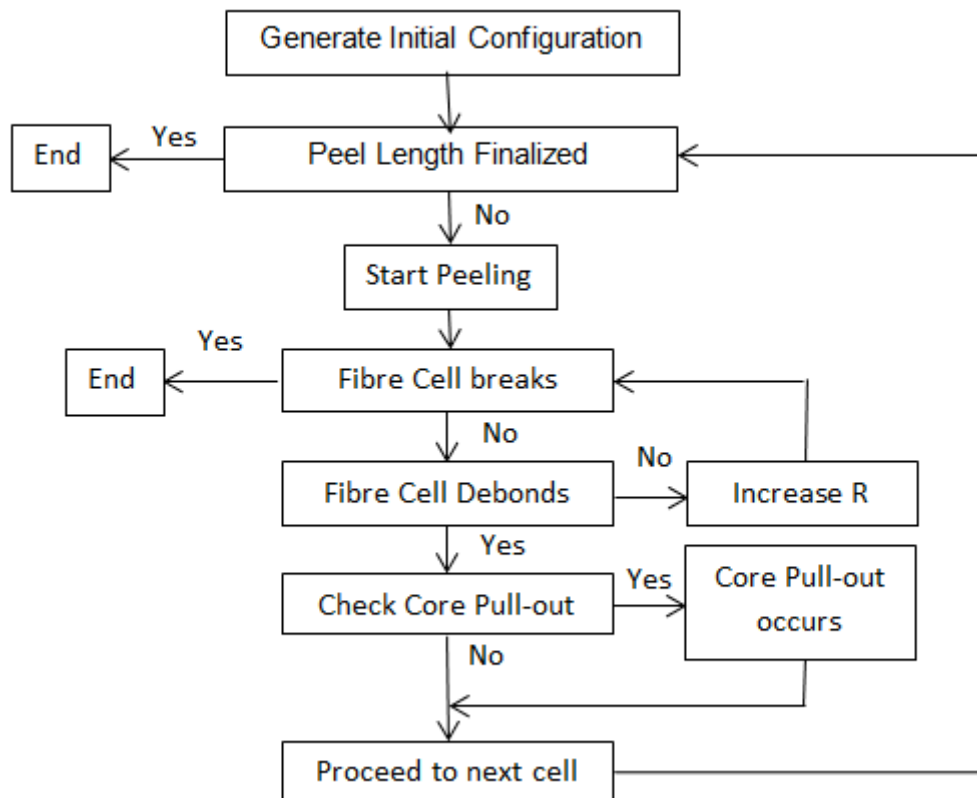 Generate Initial Configuration
Yes
End
Peel Length Finalized
No
Start Peeling
Yes
End
Fibre Cell breaks
No
No
Fibre Cell Debonds
Increase R
Yes
Yes
Check Core Pull-out
Core Pull-out
occurs
No
Proceed to next cell